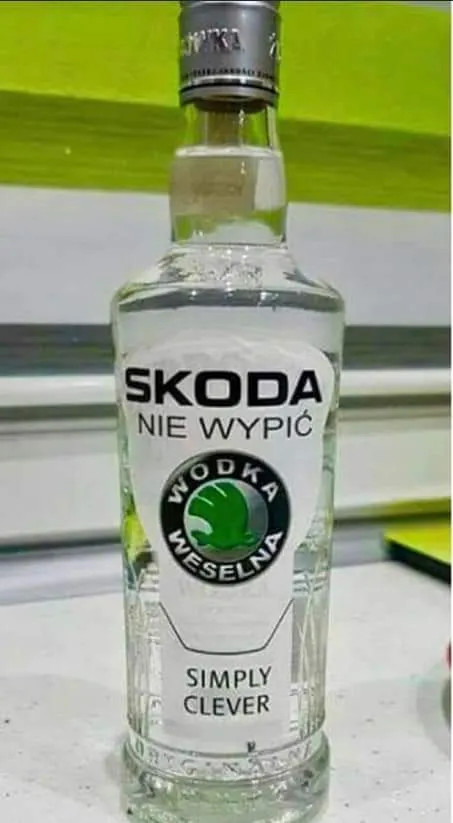 SKODA
NIE WYPIĆ
WODKA
WESELNA
SIMPLY
CLEVER